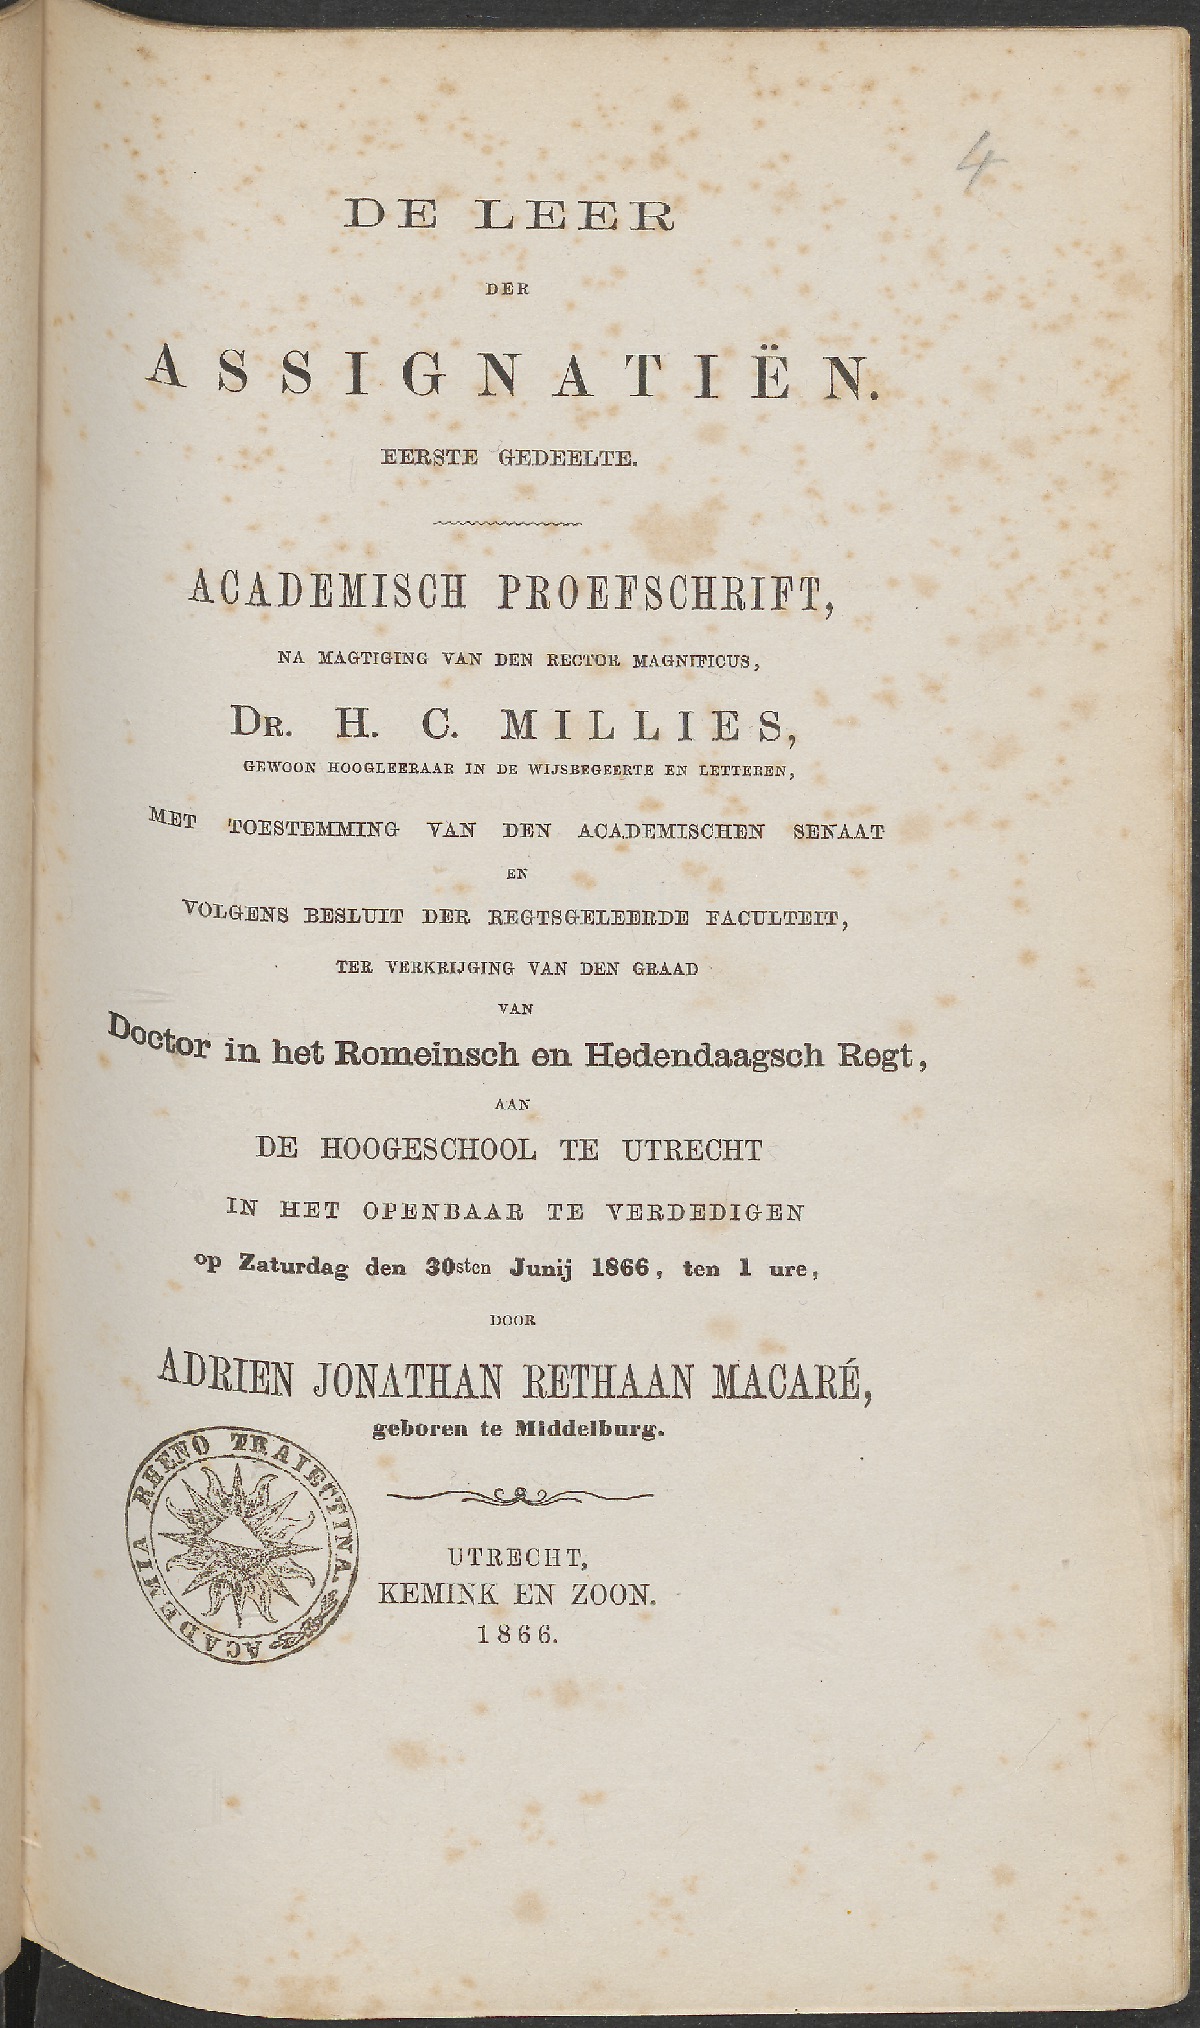 4
DE LEER
DER
ASSIGNATIËN.
EERSTE GEDEELTE.
ACADEMISCH PROEFSCHRIFT,
NA MAGTIGING VAN DEN RECTOR MAGNIFICUS,
DR. H. C. MILLIES,
GEWOON HOOGLEERAAR IN DE WIJSBEGEERTE EN LETTEREN,
MET TOESTEMMING VAN DEN ACADEMISCHEN SENAAT
EN
VOLGENS BESLUIT DER REGTSGELEERDE FACULTEIT,
TER VERKRIJGING VAN DEN GRAAD
VAN
Doctor in het Romeinsch en Hedendaagsch Regt,
AAN
DE HOOGESCHOOL TE UTRECHT
IN HET OPENBAAR TE VERDEDIGEN
op Zaturdag den 30sten Junij 1866, ten 1 ure,
DOOR
ADRIEN JONATHAN RETHAAN MACARÉ,
geboren te Middelburg.
ACADEMIA RHENO TRAIECTINA
UTRECHT,
KEMINK EN ZOON.
1866.